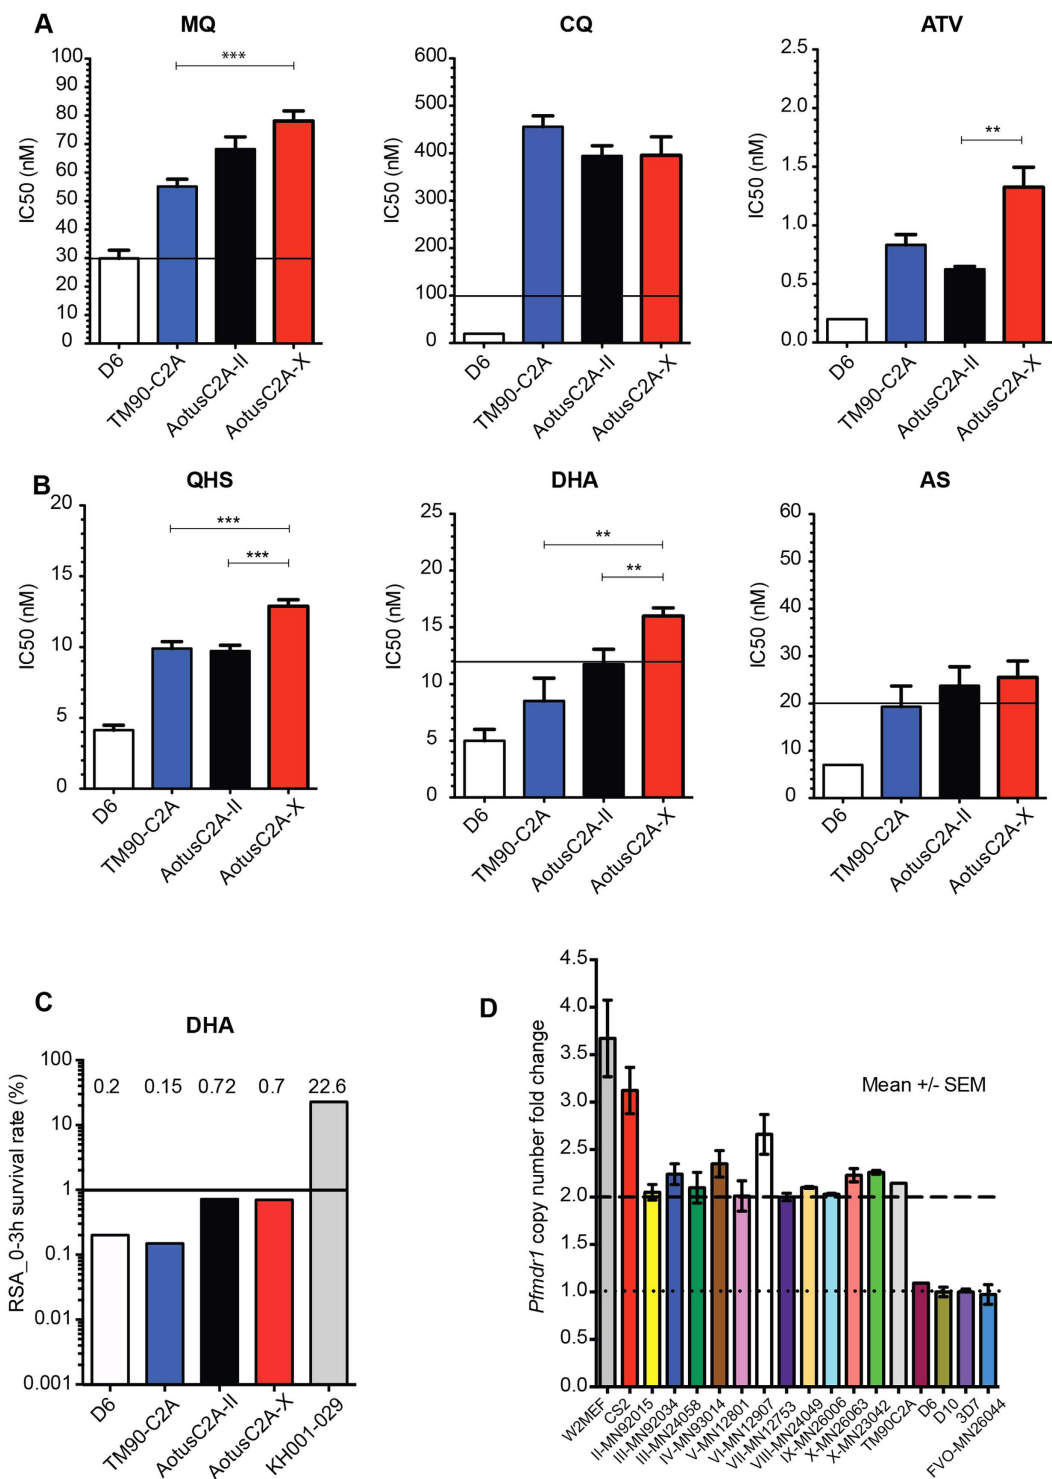 A
MQ
CQ
ATV
IC50 (nM)
100
90
80
70
60
50
40
30
20
10
0
***
D6
TM90-C2A
AotusC2A-II
AotusC2A-X
IC50 (nM)
600
500
400
300
200
100
0
D6
TM90-C2A
AotusC2A-II
AotusC2A-X
IC50 (nM)
2.5
2.0
1.5
1.0
0.5
0.0
**
D6
TM90-C2A
AotusC2A-II
AotusC2A-X
B
QHS
DHA
AS
IC50 (nM)
20
15
10
5
0
***
***
D6
TM90-C2A
AotusC2A-II
AotusC2A-X
IC50 (nM)
25
20
15
10
5
0
**
**
D6
TM90-C2A
AotusC2A-II
AotusC2A-X
IC50 (nM)
60
50
40
30
20
10
0
D6
TM90-C2A
AotusC2A-II
AotusC2A-X
C
DHA
RSA_0-3h survival rate (%)
100
10
1
0.1
0.01
0.001
0.2 0.15 0.72 0.7 22.6
D6
TM90-C2A
AotusC2A-II
AotusC2A-X
KH001-029
D
Pfmdr1 copy number fold change
4.5
4.0
3.5
3.0
2.5
2.0
1.5
1.0
0.5
0.0
Mean +/- SEM
W2MEF
CS2
II-MN92015
III-MN92034
III-MN24058
IV-MN93014
V-MN12801
VI-MN12907
VII-MN12753
VIII-MN24049
IX-MN26006
X-MN26063
X-MN23042
TM90C2A
D6
D10
3D7
FVO-MN26044